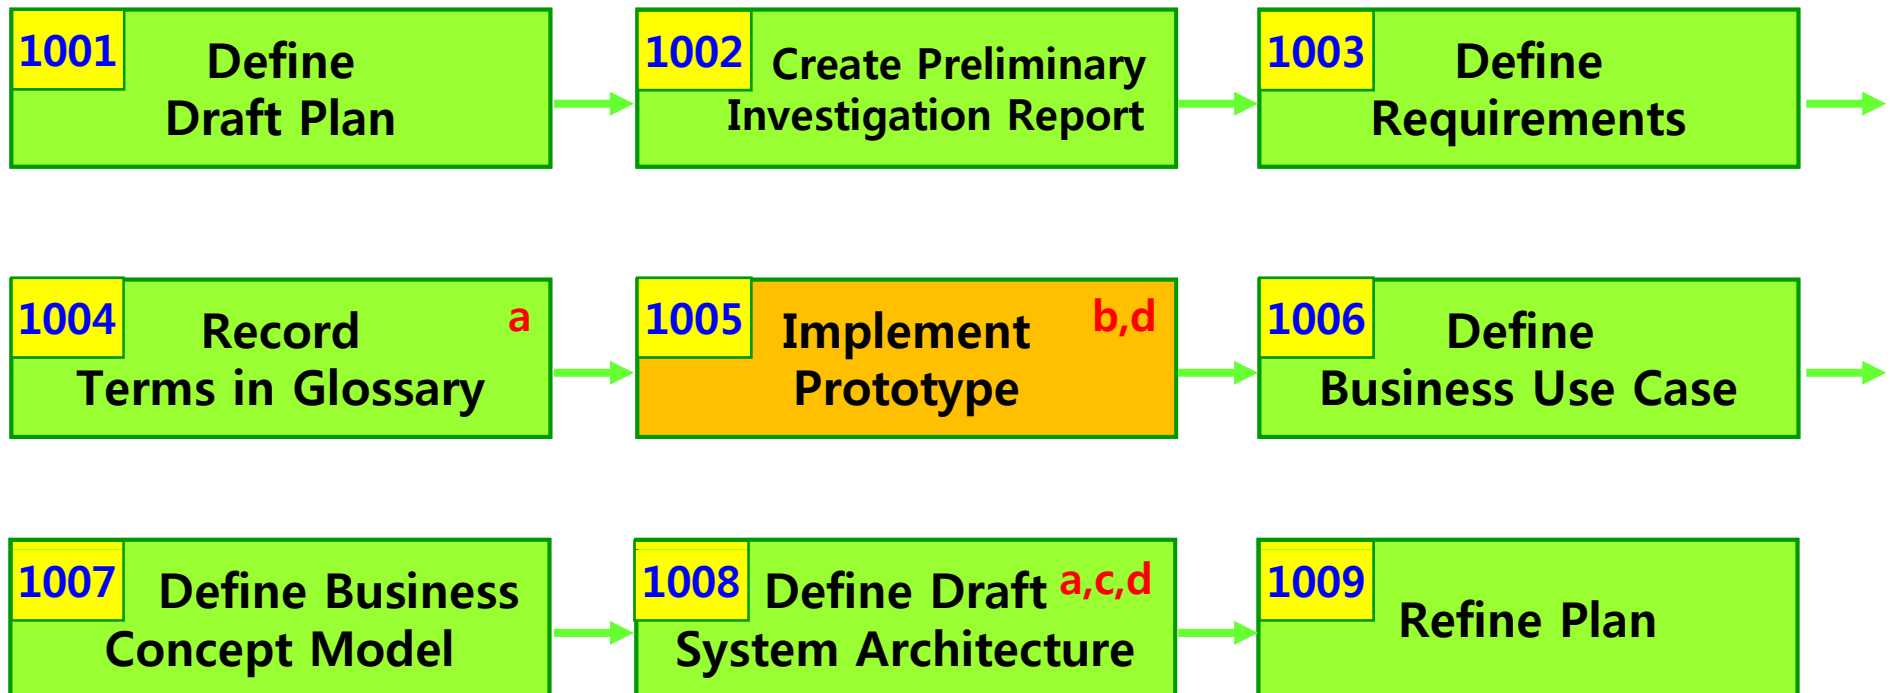 1001
Define
Draft Plan
1002
Create Preliminary
Investigation Report
1003
Define
Requirements
1004
Record
a
Terms in Glossary
1005
Implement
b,d
Prototype
1006
Define
Business Use Case
1007
Define Business
Concept Model
1008
Define Draft
a,c,d
System Architecture
1009
Refine Plan